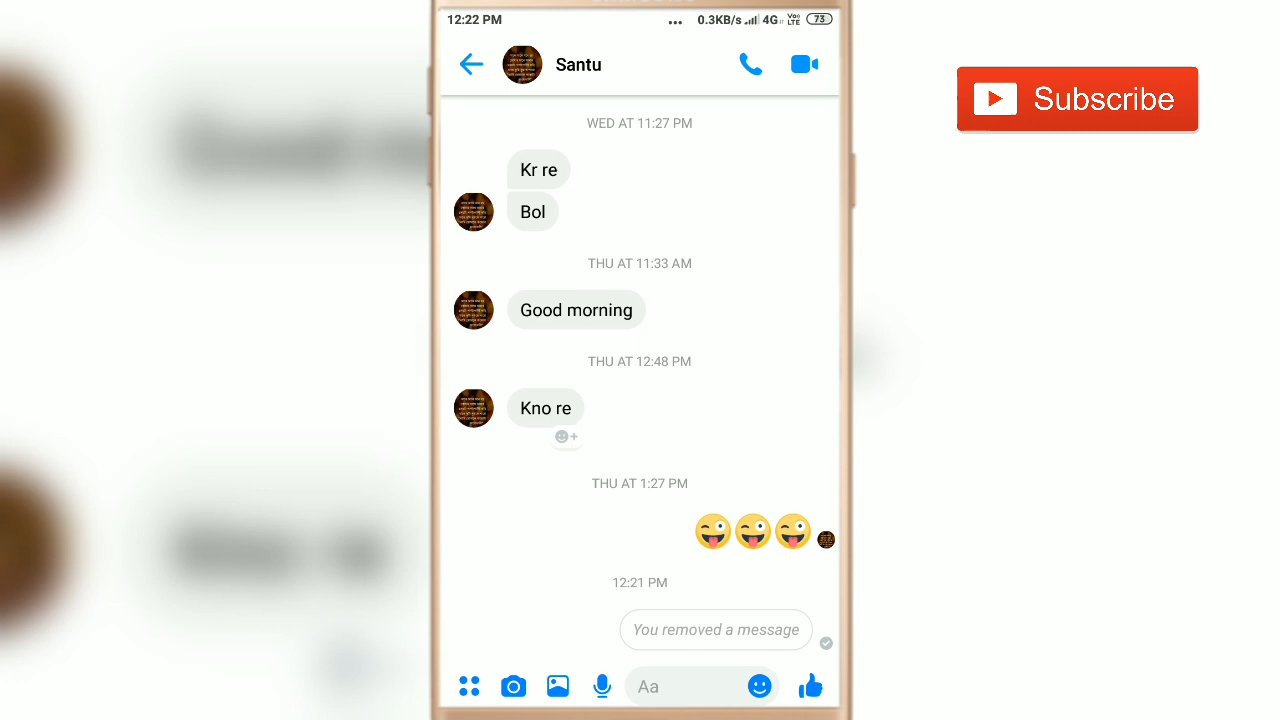 12:22 PM
... 0.3KB/s 4G Vo LTE 73
Santu
Subscribe
WED AT 11:27 PM
Kr re
Bol
THU AT 11:33 AM
Good morning
THU AT 12:48 PM
Kno re
THU AT 1:27 PM
12:21 PM
You removed a message
Aa